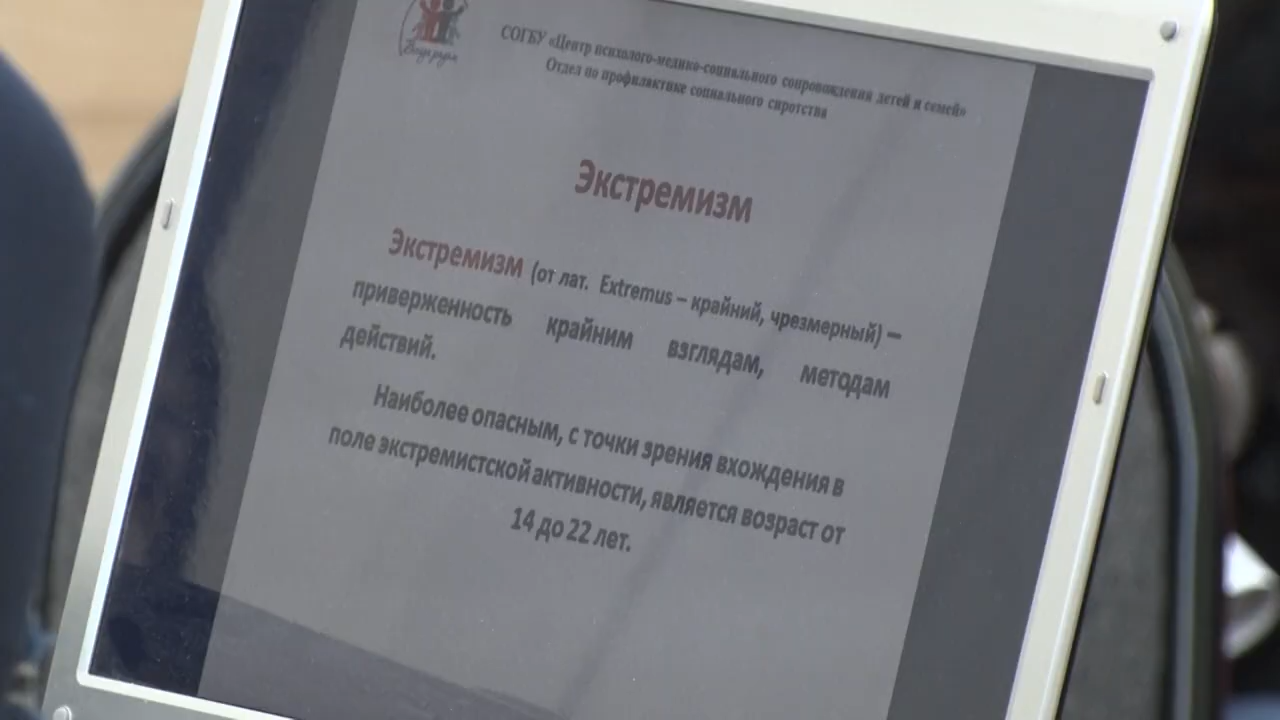 СОГБУ «Центр психолого-медико-социального сопровождения детей и семей»
Отдел по профилактике социального сиротства
Экстремизм
Экстремизм (от лат. Extremus – крайний, чрезмерный) –
приверженность крайним взглядам, методам
действий.
Наиболее опасным, с точки зрения вхождения в
поле экстремистской активности, является возраст от
14 до 22 лет.